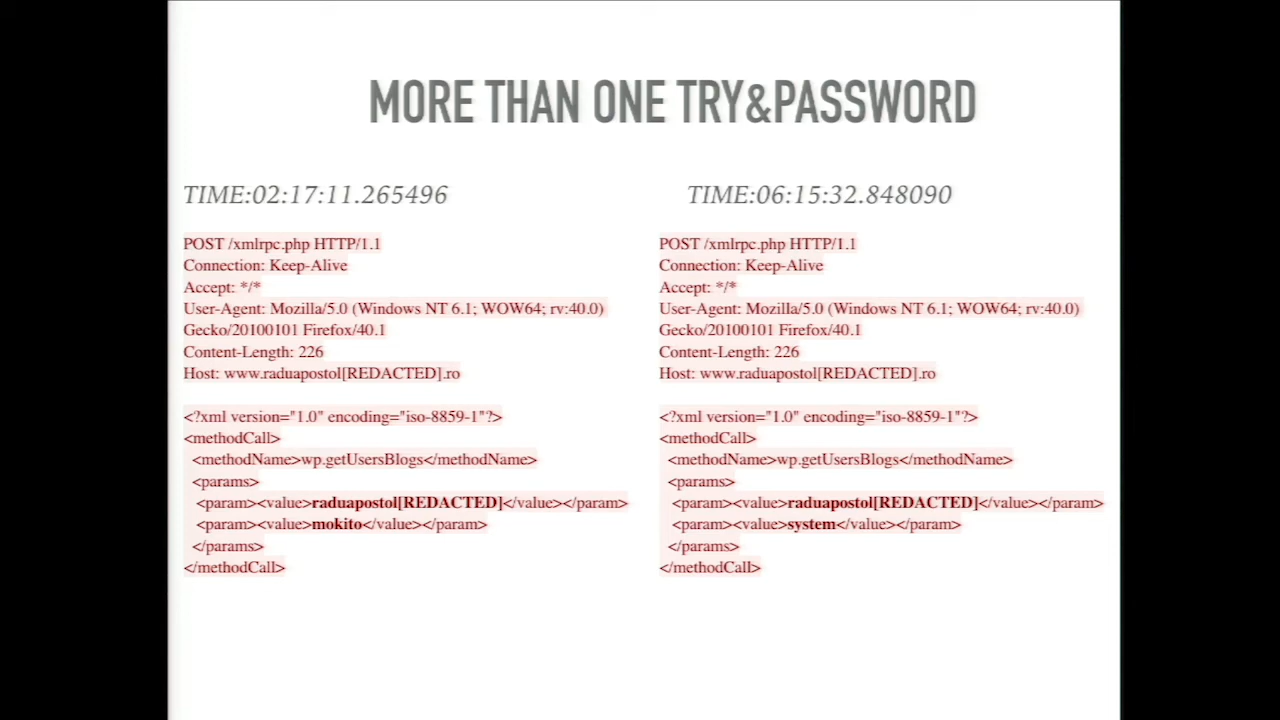 MORE THAN ONE TRY&PASSWORD
TIME:02:17:11.265496
POST /xmlrpc.php HTTP/1.1
Connection: Keep-Alive
Accept: */*
User-Agent: Mozilla/5.0 (Windows NT 6.1; WOW64; rv:40.0)
Gecko/20100101 Firefox/40.1
Content-Length: 226
Host: www.raduapostol[REDACTED].ro
<?xml version="1.0" encoding="iso-8859-1"?>
<methodCall>
<methodName>wp.getUsersBlogs</methodName>
<params>
<param><value>raduapostol[REDACTED]</value></param>
<param><value>mokito</value></param>
</params>
</methodCall>
TIME:06:15:32.848090
POST /xmlrpc.php HTTP/1.1
Connection: Keep-Alive
Accept: */*
User-Agent: Mozilla/5.0 (Windows NT 6.1; WOW64; rv:40.0)
Gecko/20100101 Firefox/40.1
Content-Length: 226
Host: www.raduapostol[REDACTED].ro
<?xml version="1.0" encoding="iso-8859-1"?>
<methodCall>
<methodName>wp.getUsersBlogs</methodName>
<params>
<param><value>raduapostol[REDACTED]</value></param>
<param><value>system</value></param>
</params>
</methodCall>